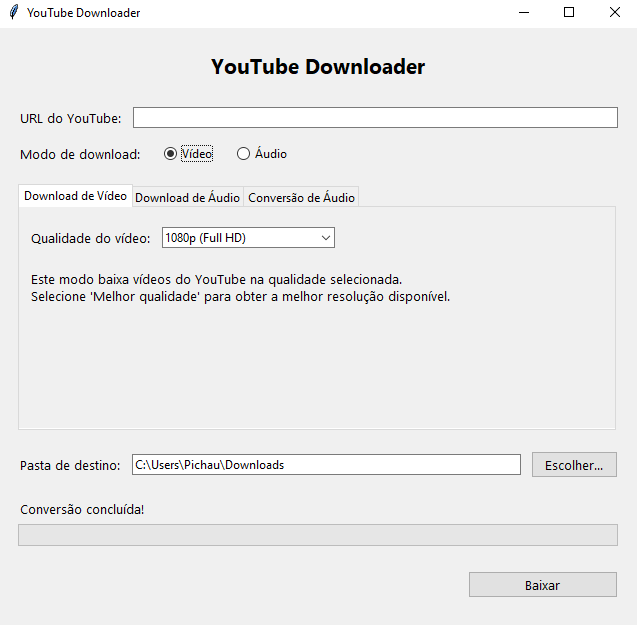 YouTube Downloader
YouTube Downloader
URL do YouTube:
Modo de download: Vídeo Áudio
Download de Vídeo Download de Áudio Conversão de Áudio
Qualidade do vídeo: 1080p (Full HD)
Este modo baixa vídeos do YouTube na qualidade selecionada.
Selecione 'Melhor qualidade' para obter a melhor resolução disponível.
Pasta de destino: C:\Users\Pichau\Downloads Escolher...
Conversão concluída!
Baixar